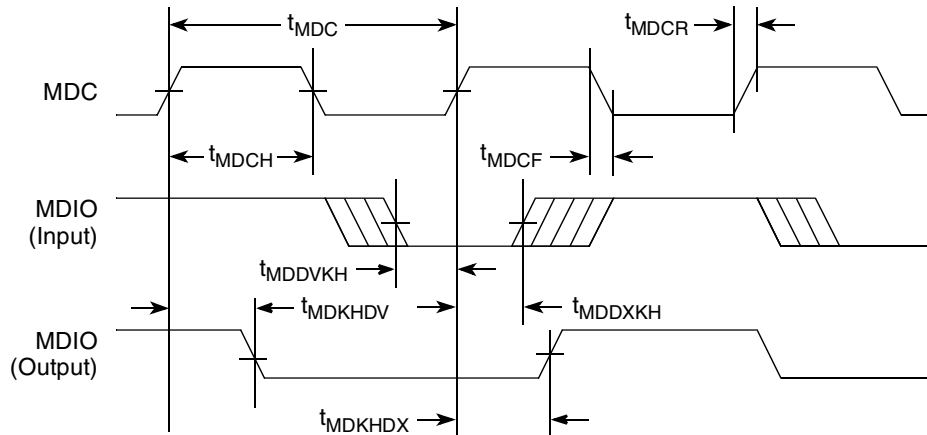 tMDC
tMDCR
MDC
tMDCH
tMDCF
MDIO
(Input)
tMDDVKH
tMDKHDV
tMDDXKH
MDIO
(Output)
tMDKHDX